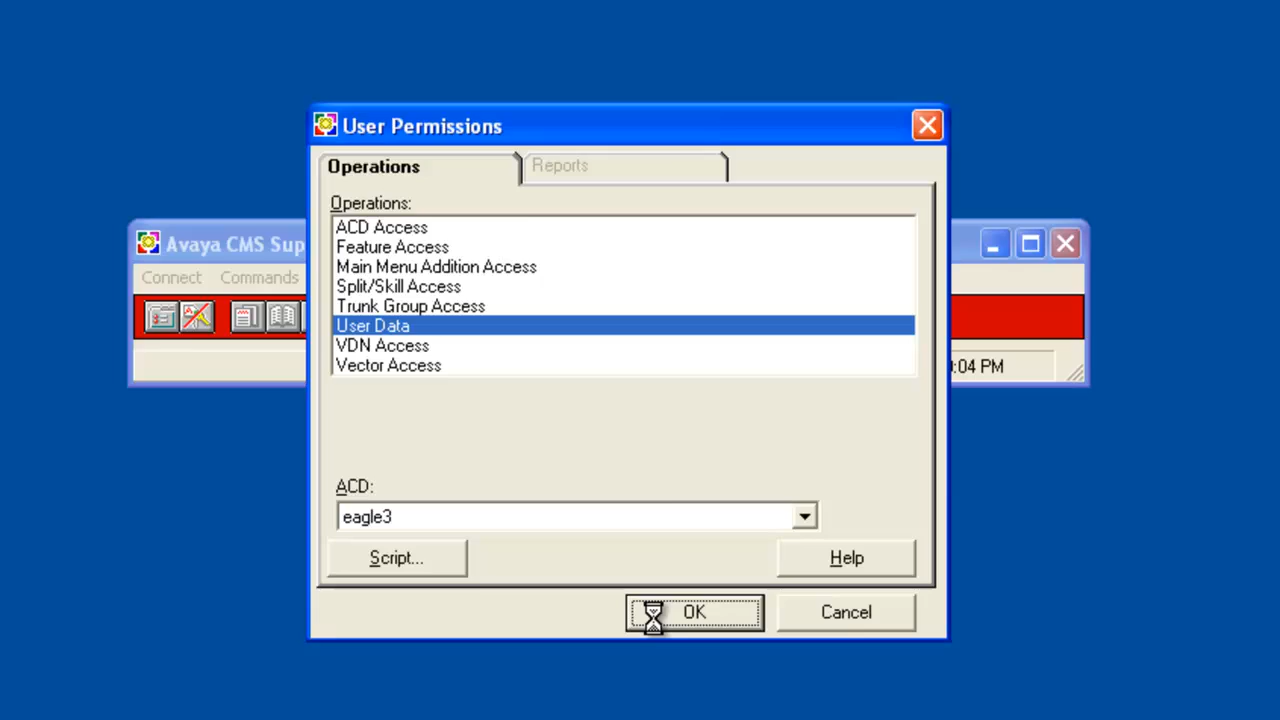 User Permissions
Operations
Reports
Operations:
ACD Access
Feature Access
Main Menu Addition Access
Split/Skill Access
Trunk Group Access
User Data
VDN Access
Vector Access
ACD:
eagle3
Script...
Help
OK
Cancel
Avaya CMS Sup
Connect Commands
:04 PM